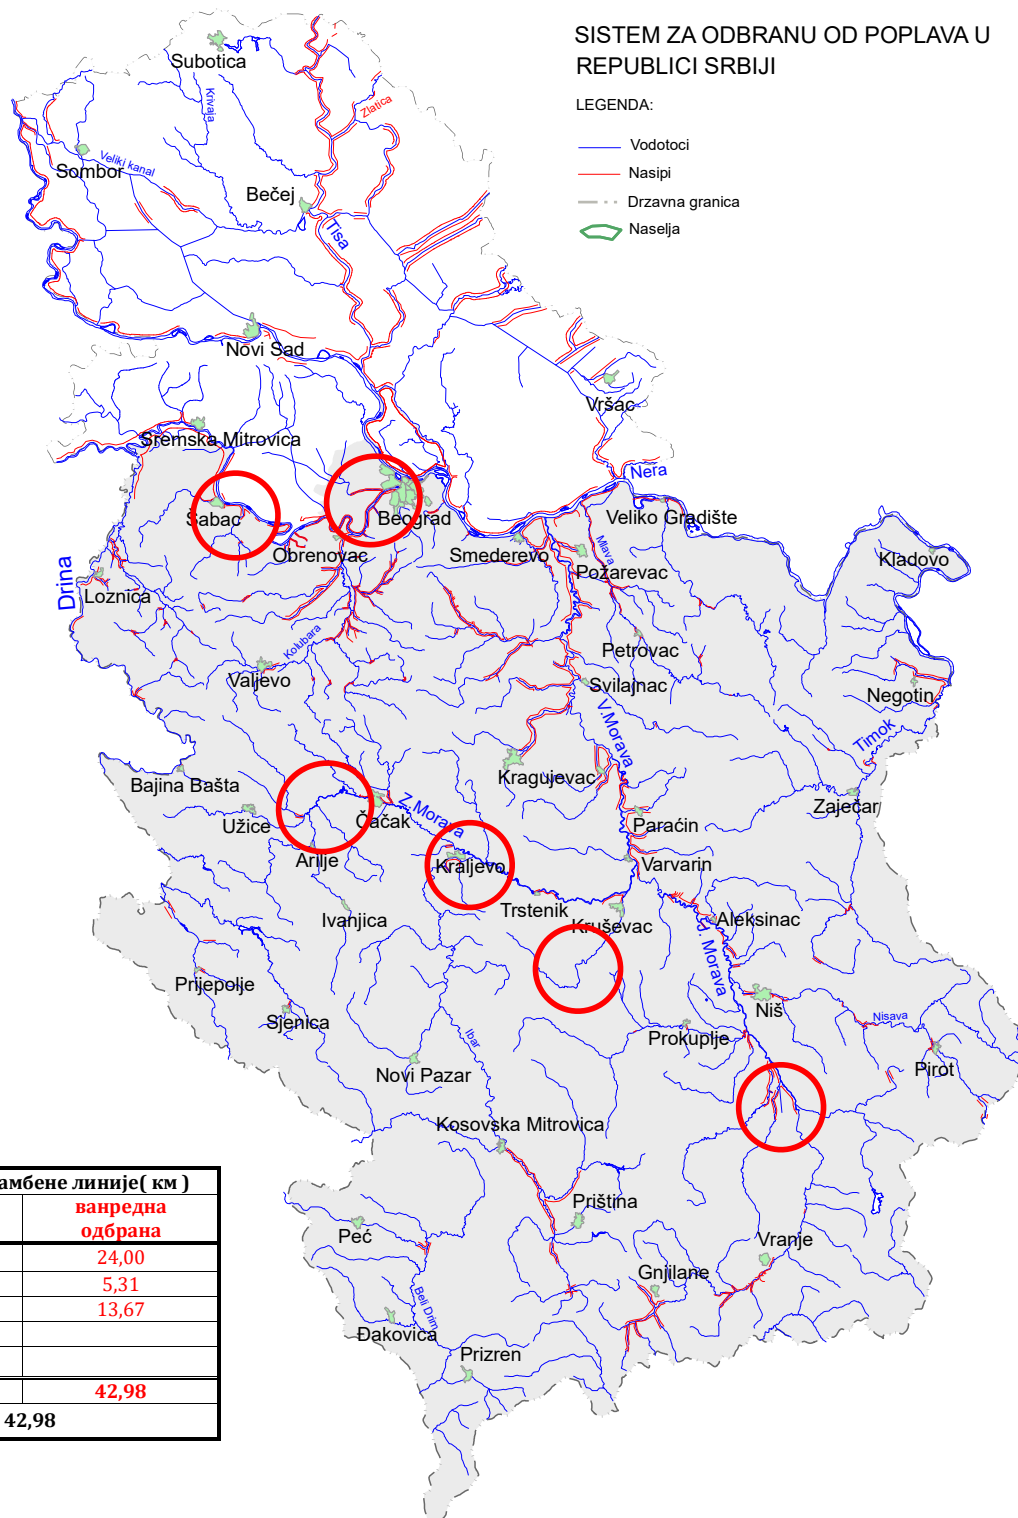 SISTEM ZA ODBRANU OD POPLAVA U
REPUBLICI SRBIJI
LEGENDA:
Vodotoci
Nasipi
Drzavna granica
Naselja
Subotica
Krivaja
Zlatica
Sombor
Veliki kanal
Bečej
Tisa
Novi Sad
Vršac
Sremska Mitrovica
Nera
Šabac
Beograd
Veliko Gradište
Obrenovac
Smederevo
Mlava
Požarevac
Kladovo
Drina
Loznica
Kolubara
Petrovac
Valjevo
Svilajnac
Negotin
V.Morava
Timok
Bajina Bašta
Kragujevac
Zaječar
Užice
Čačak
Z.Morava
Paraćin
Arilje
Kraljevo
Varvarin
Ivanjica
Trstenik
Kruševac
Aleksinac
J. Morava
Prijepolje
Niš
Sjenica
Nisava
Ibar
Prokuplje
Novi Pazar
Pirot
Kosovska Mitrovica
Priština
Peć
Vranje
Gnjilane
Beli Drim
Đakovica
Prizren
амбене линије( км )
ванредна
одбрана
24,00
5,31
13,67
42,98
42,98